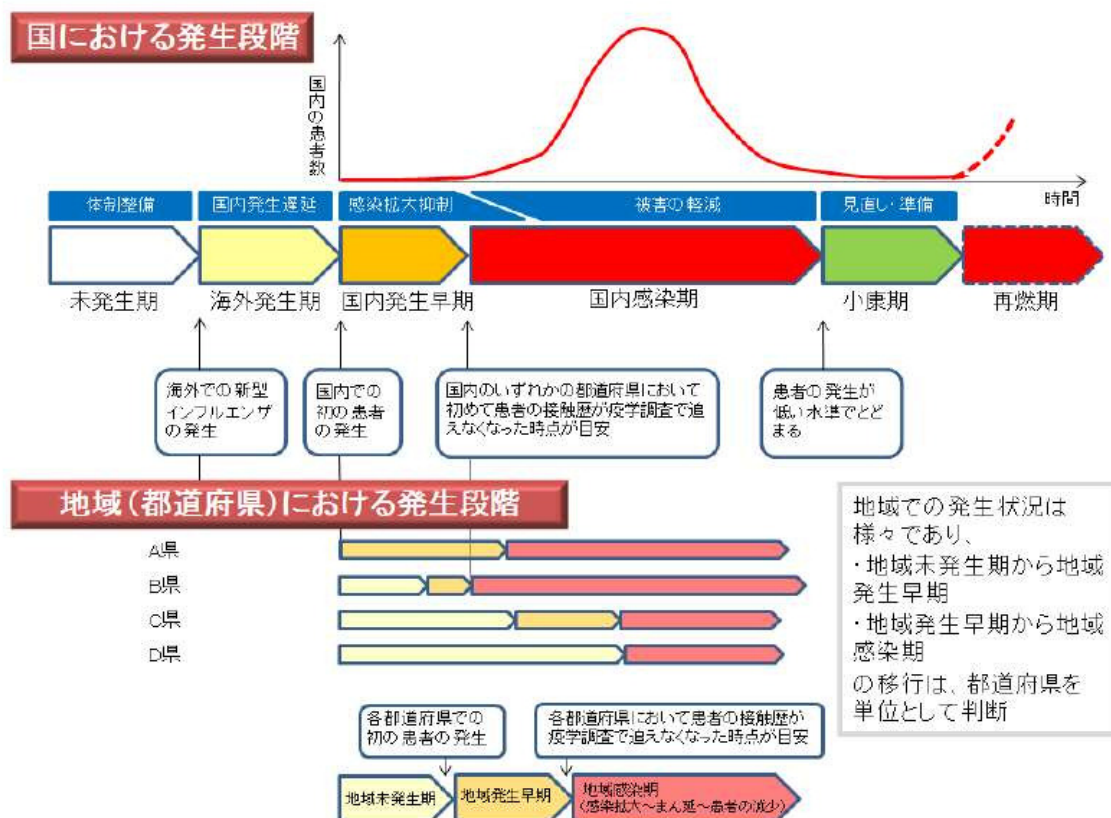 国における発生段階
国内の患者数
時間
体制整備
国内発生遅延
感染拡大抑制
被害の軽減
見直し・準備
未発生期
海外発生期
国内発生早期
国内感染期
小康期
再燃期
海外での新型
インフルエンザ
の発生
国内での
初の患者
の発生
国内のいずれかの都道府県において
初めて患者の接触歴が疫学調査で追
えなくなった時点が目安
患者の発生が
低い水準でとど
まる
地域(都道府県)における発生段階
A県
B県
C県
D県
地域での発生状況は
様々であり、
・地域未発生期から地域
発生早期
・地域発生早期から地域
感染期
の移行は、都道府県を
単位として判断
各都道府県での
初の患者の発生
各都道府県において患者の接触歴が
疫学調査で追えなくなった時点が目安
地域未発生期
地域発生早期
地域感染期
(感染拡大~まん延~患者の減少)